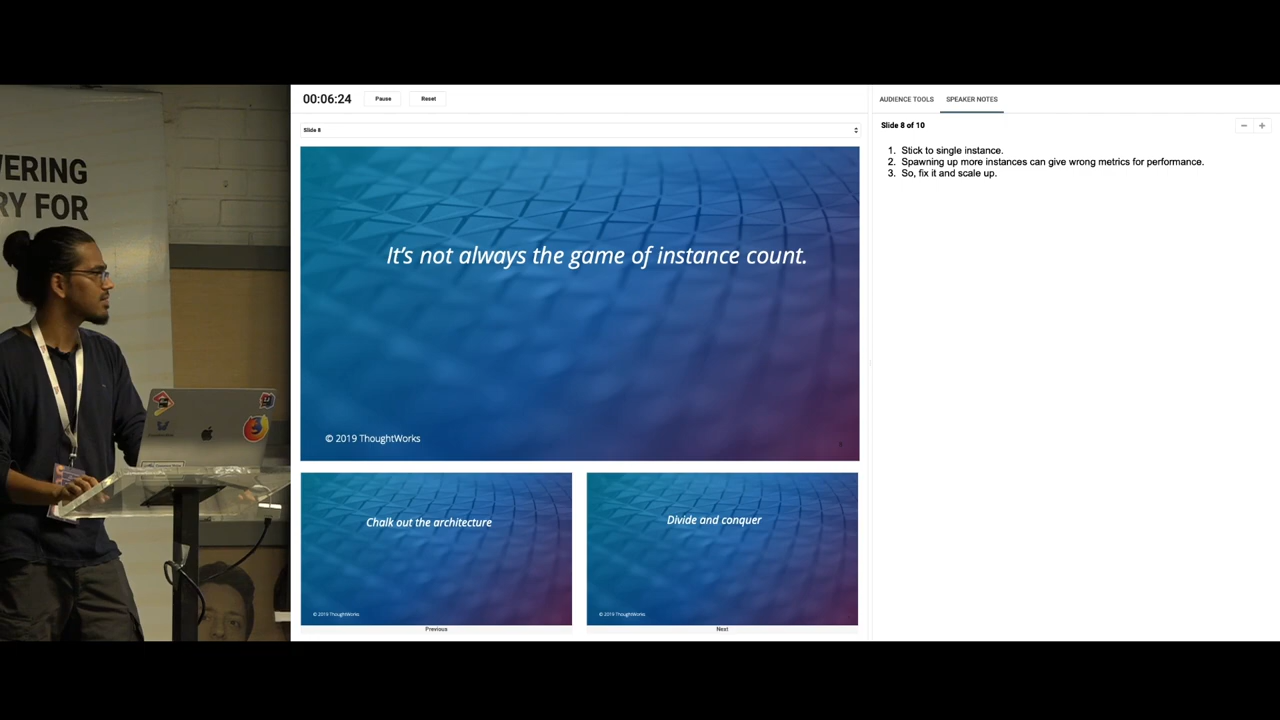 WERING
RY FOR
00:06:24
Pause
Reset
Slide 8
It's not always the game of instance count.
© 2019 ThoughtWorks
Chalk out the architecture
© 2019 ThoughtWorks
Previous
Divide and conquer
© 2019 ThoughtWorks
Next
AUDIENCE TOOLS
SPEAKER NOTES
Slide 8 of 10
1. Stick to single instance.
2. Spawning up more instances can give wrong metrics for performance.
3. So, fix it and scale up.